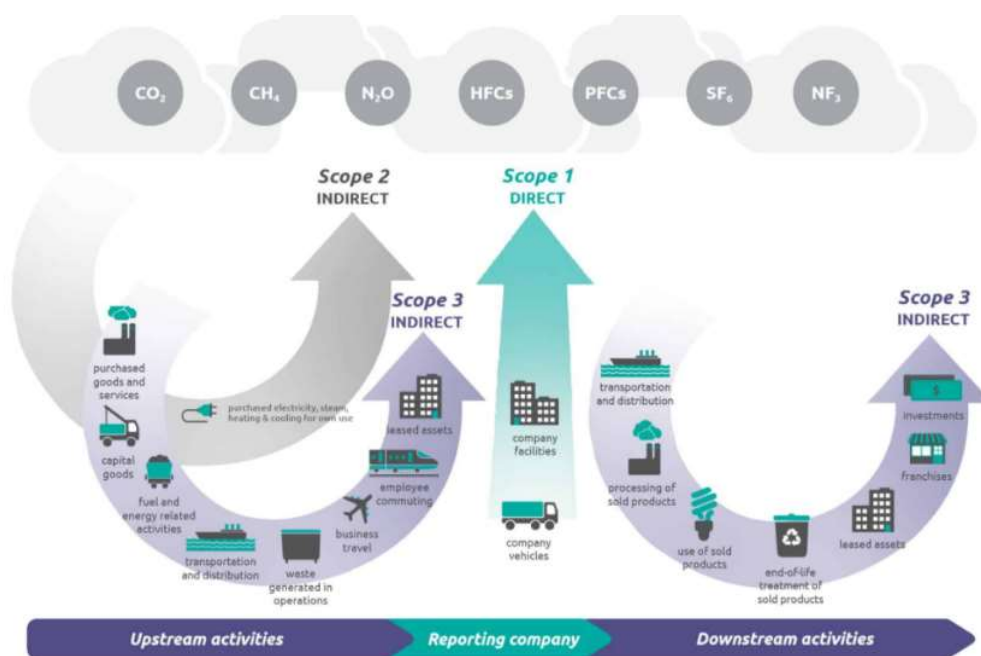 CO₂
CH₄
N₂O
HFCs
PFCs
SF₆
NF₃
Scope 2
INDIRECT
Scope 1
DIRECT
Scope 3
INDIRECT
Scope 3
INDIRECT
purchased
goods and
services
capital
goods
fuel and
energy related
activities
transportation
and distribution
waste
generated in
operations
business
travel
employee
commuting
leased assets
purchased electricity, steam,
heating & cooling for own use
company
facilities
company
vehicles
transportation
and distribution
processing of
sold products
use of sold
products
end-of-life
treatment of
sold products
leased assets
franchises
$
investments
Upstream activities
Reporting company
Downstream activities